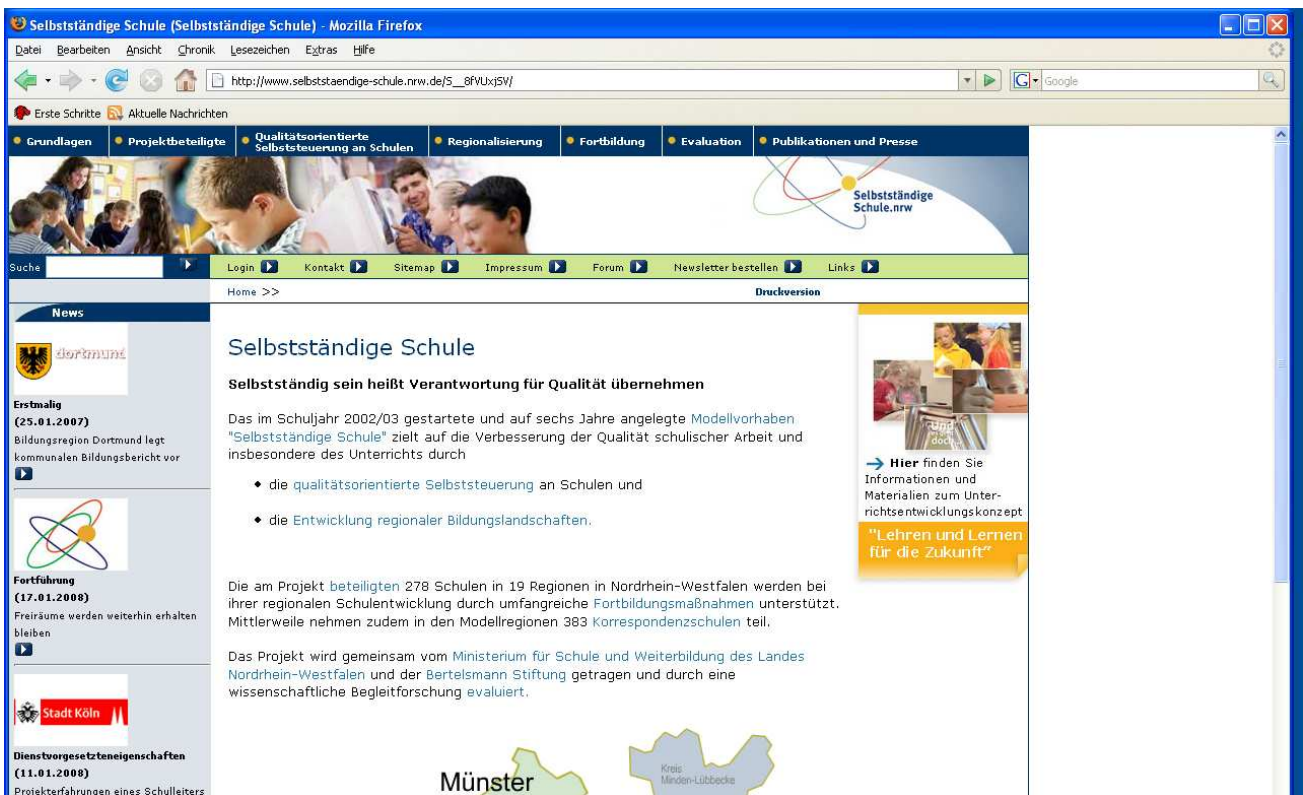 Selbstständige Schule (Selbstständige Schule) - Mozilla Firefox
Datei Bearbeiten Ansicht Chronik Lesezeichen Extras Hilfe
http://www.selbststaendige-schule.nrw.de/S__8fVUxjSV/
G Google
Erste Schritte Aktuelle Nachrichten
Grundlagen Projektbeteiligte Qualitätsorientierte Selbststeuerung an Schulen Regionalisierung Fortbildung Evaluation Publikationen und Presse
Selbstständige
Schule.nrw
Suche Login Kontakt Sitemap Impressum Forum Newsletter bestellen Links
Home >> Druckversion
News
dortmund
Erstmalig
(25.01.2007)
Bildungsregion Dortmund legt
kommunalen Bildungsbericht vor
Fortführung
(17.01.2008)
Freiräume werden weiterhin erhalten
bleiben
Stadt Köln
Dienstvorgesetzteneigenschaften
(11.01.2008)
Projekterfahrungen eines Schulleiters
Selbstständige Schule
Selbstständig sein heißt Verantwortung für Qualität übernehmen
Das im Schuljahr 2002/03 gestartete und auf sechs Jahre angelegte Modellvorhaben
"Selbstständige Schule" zielt auf die Verbesserung der Qualität schulischer Arbeit und
insbesondere des Unterrichts durch
• die qualitätsorientierte Selbststeuerung an Schulen und
• die Entwicklung regionaler Bildungslandschaften.
Die am Projekt beteiligten 278 Schulen in 19 Regionen in Nordrhein-Westfalen werden bei
ihrer regionalen Schulentwicklung durch umfangreiche Fortbildungsmaßnahmen unterstützt.
Mittlerweile nehmen zudem in den Modellregionen 383 Korrespondenzschulen teil.
Das Projekt wird gemeinsam vom Ministerium für Schule und Weiterbildung des Landes
Nordrhein-Westfalen und der Bertelsmann Stiftung getragen und durch eine
wissenschaftliche Begleitforschung evaluiert.
Münster
Kreis
Minden-Lübbecke
Und
doch...
→ Hier finden Sie
Informationen und
Materialien zum Unter-
richtsentwicklungskonzept
"Lehren und Lernen
für die Zukunft"